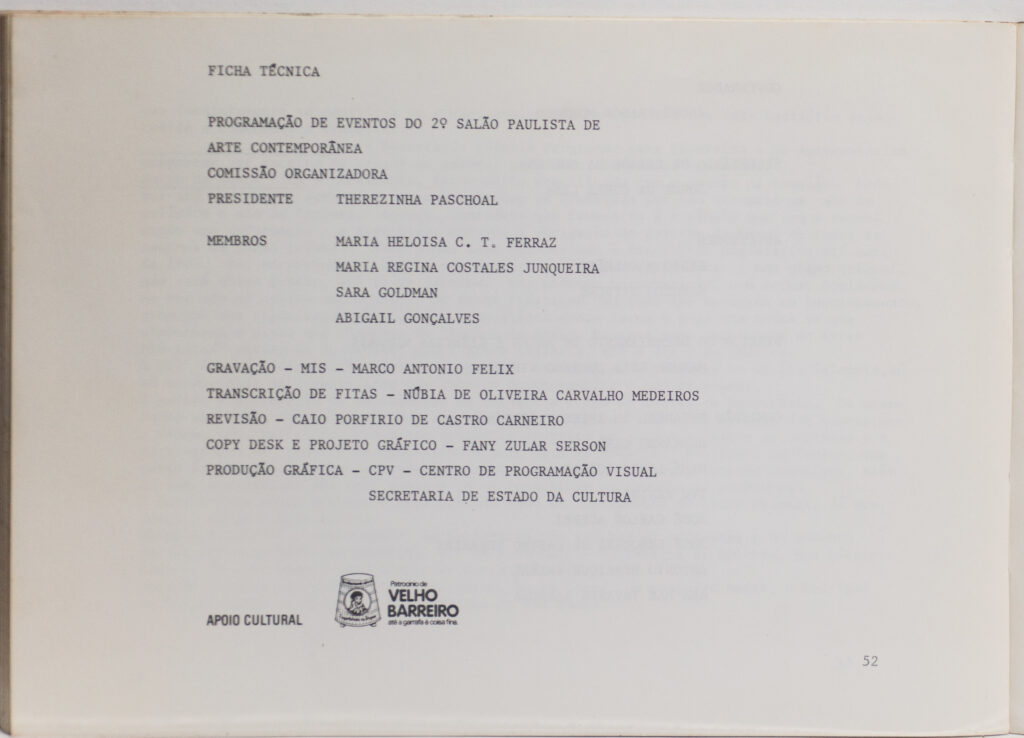 FICHA TÉCNICA
PROGRAMAÇÃO DE EVENTOS DO 2º SALÃO PAULISTA DE
ARTE CONTEMPORÂNEA
COMISSÃO ORGANIZADORA
PRESIDENTE THEREZINHA PASCHOAL
MEMBROS MARIA HELOISA C. T. FERRAZ
MARIA REGINA COSTALES JUNQUEIRA
SARA GOLDMAN
ABIGAIL GONÇALVES
GRAVAÇÃO - MIS - MARCO ANTONIO FELIX
TRANSCRIÇÃO DE FITAS - NÚBIA DE OLIVEIRA CARVALHO MEDEIROS
REVISÃO - CAIO PORFIRIO DE CASTRO CARNEIRO
COPY DESK E PROJETO GRÁFICO - FANY ZULAR SERSON
PRODUÇÃO GRÁFICA - CPV - CENTRO DE PROGRAMAÇÃO VISUAL
SECRETARIA DE ESTADO DA CULTURA
APOIO CULTURAL
Patrocínio de
VELHO
BARREIRO
até a garrafa é coisa fina.
52